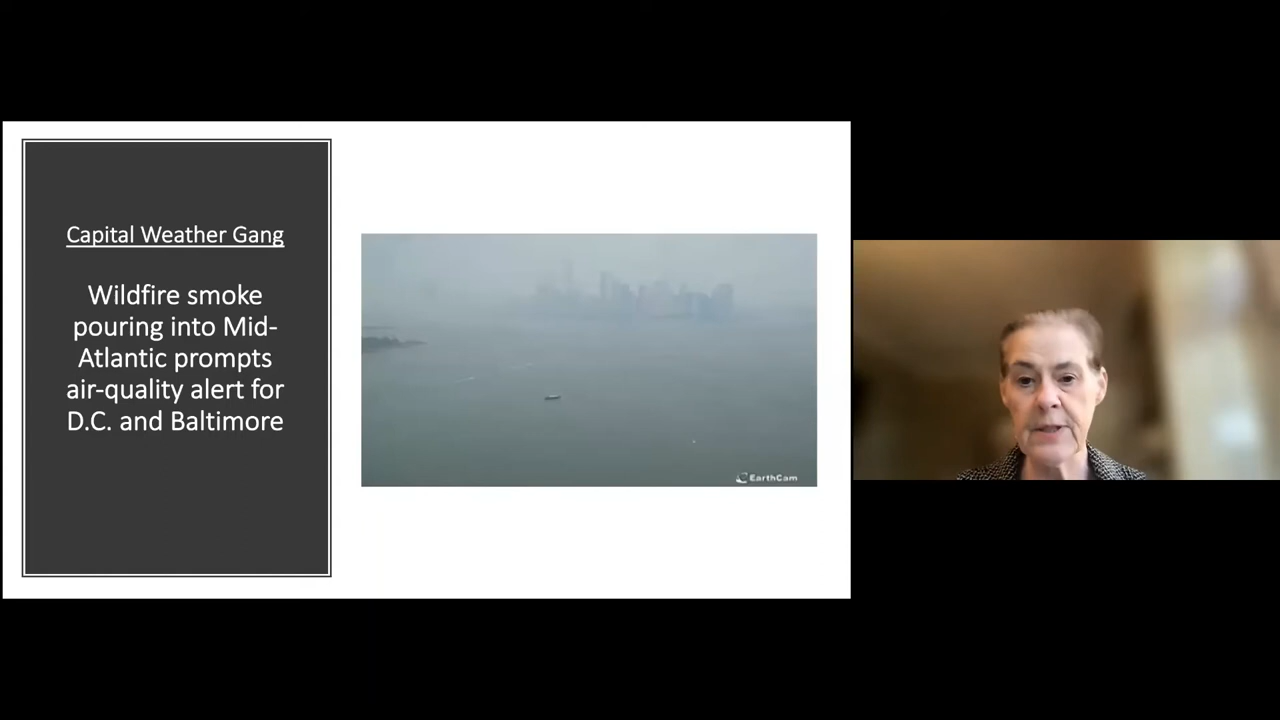 Capital Weather Gang
Wildfire smoke
pouring into Mid-
Atlantic prompts
air-quality alert for
D.C. and Baltimore
EarthCam